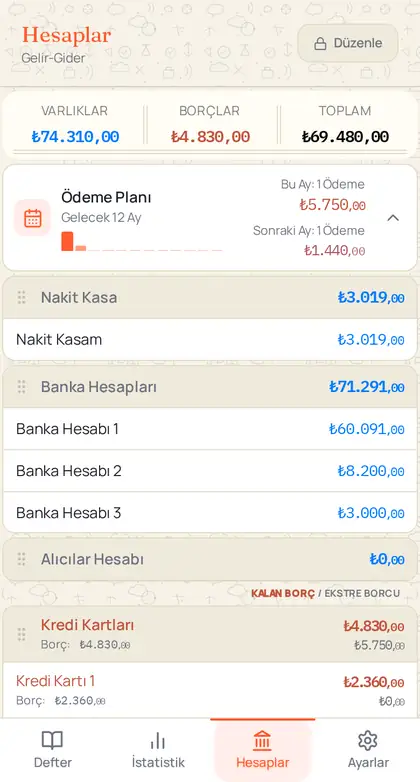 Hesaplar
Gelir-Gider
Düzenle
VARLIKLAR BORÇLAR TOPLAM
₺74.310,00 ₺4.830,00 ₺69.480,00
Ödeme Planı
Gelecek 12 Ay
Bu Ay: 1 Ödeme
₺5.750,00
Sonraki Ay: 1 Ödeme
₺1.440,00
Nakit Kasa ₺3.019,00
Nakit Kasam ₺3.019,00
Banka Hesapları ₺71.291,00
Banka Hesabı 1 ₺60.091,00
Banka Hesabı 2 ₺8.200,00
Banka Hesabı 3 ₺3.000,00
Alıcılar Hesabı ₺0,00
KALAN BORÇ / EKSTRE BORCU
Kredi Kartları ₺4.830,00
Borç: ₺4.830,00 ₺5.750,00
Kredi Kartı 1 ₺2.360,00
Borç: ₺2.360,00 ₺0,00
Defter İstatistik Hesaplar Ayarlar